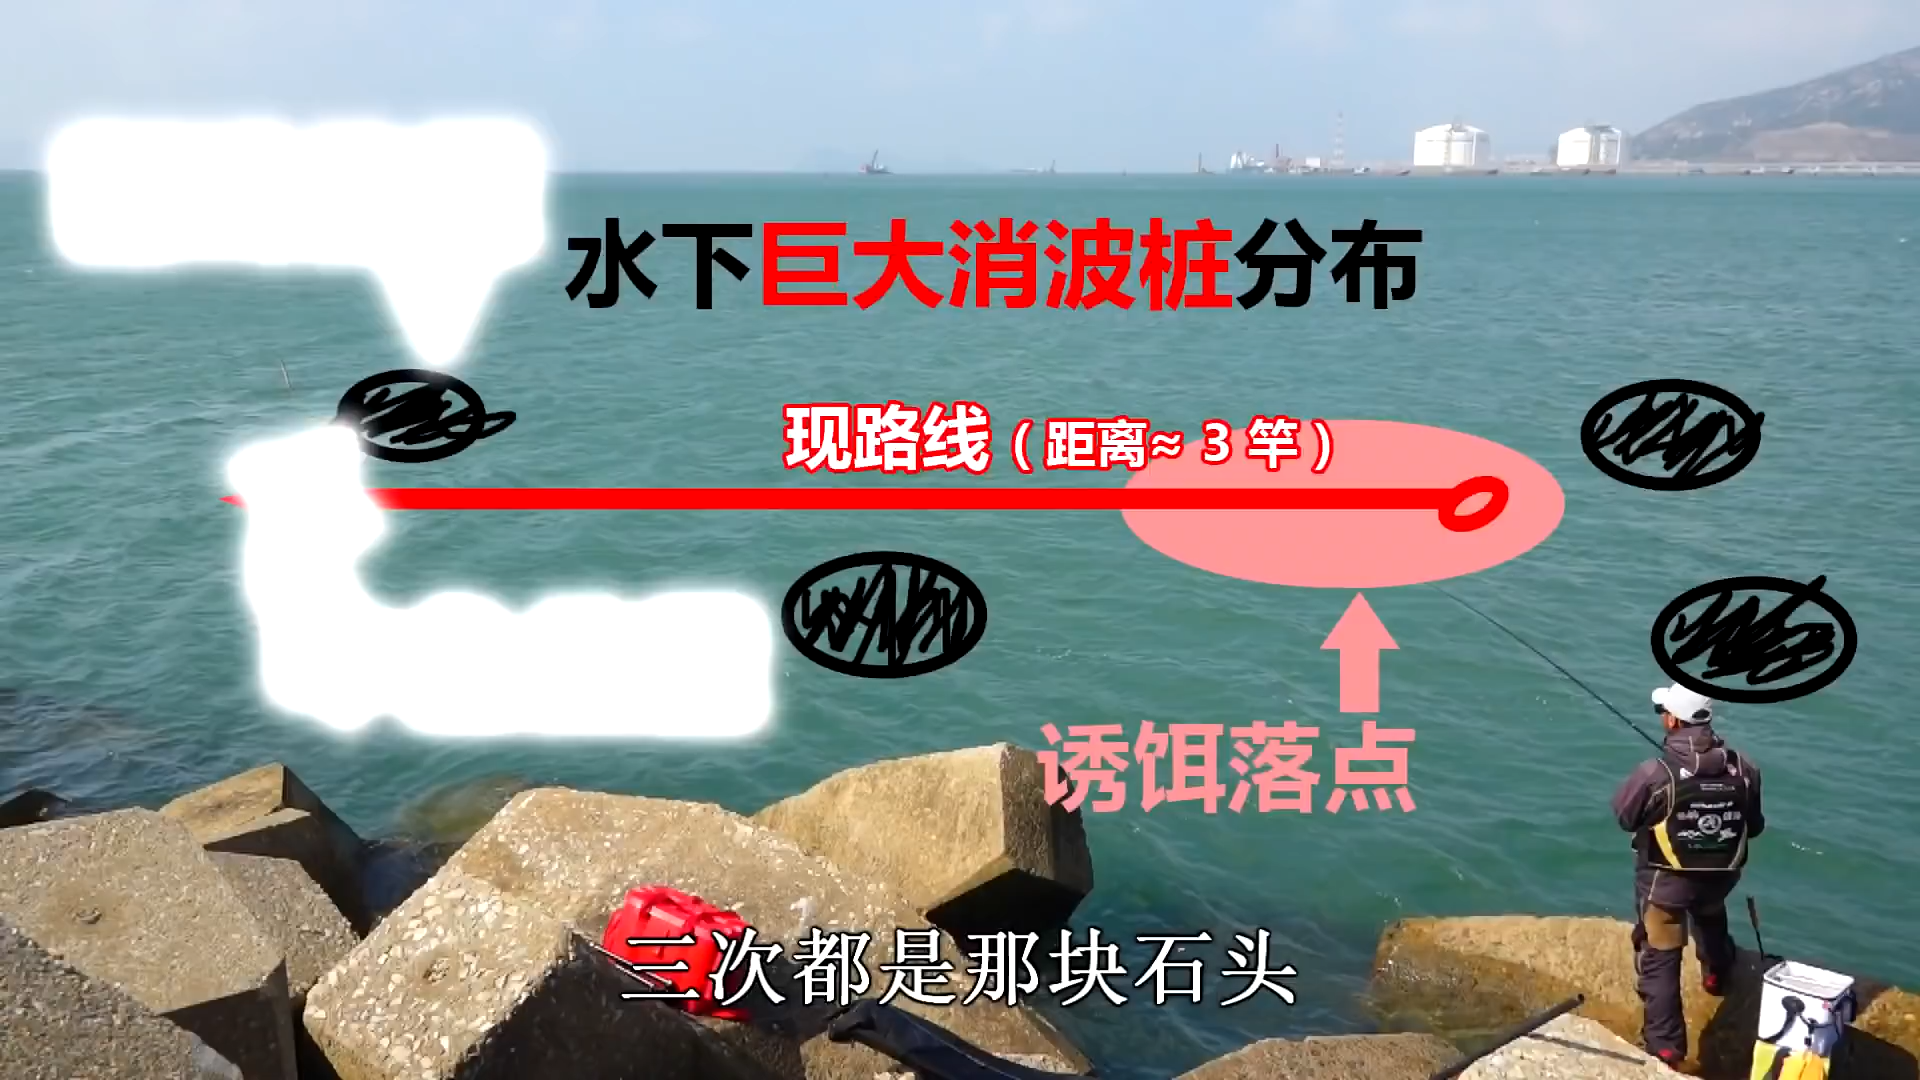 水下巨大消波桩分布
现路线（距离≈ 3 竿）
诱饵落点
三次都是那块石头